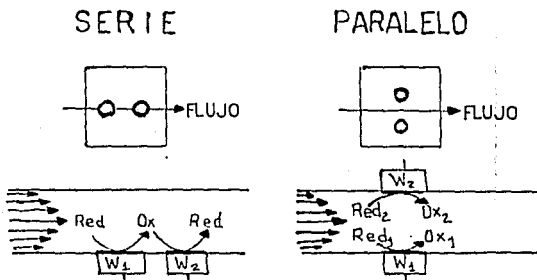 SERIE
PARALELO
FLUJO
FLUJO
W2
Red Ox Red
Red2 Ox2
Red1 Ox1
W1 W2
W1